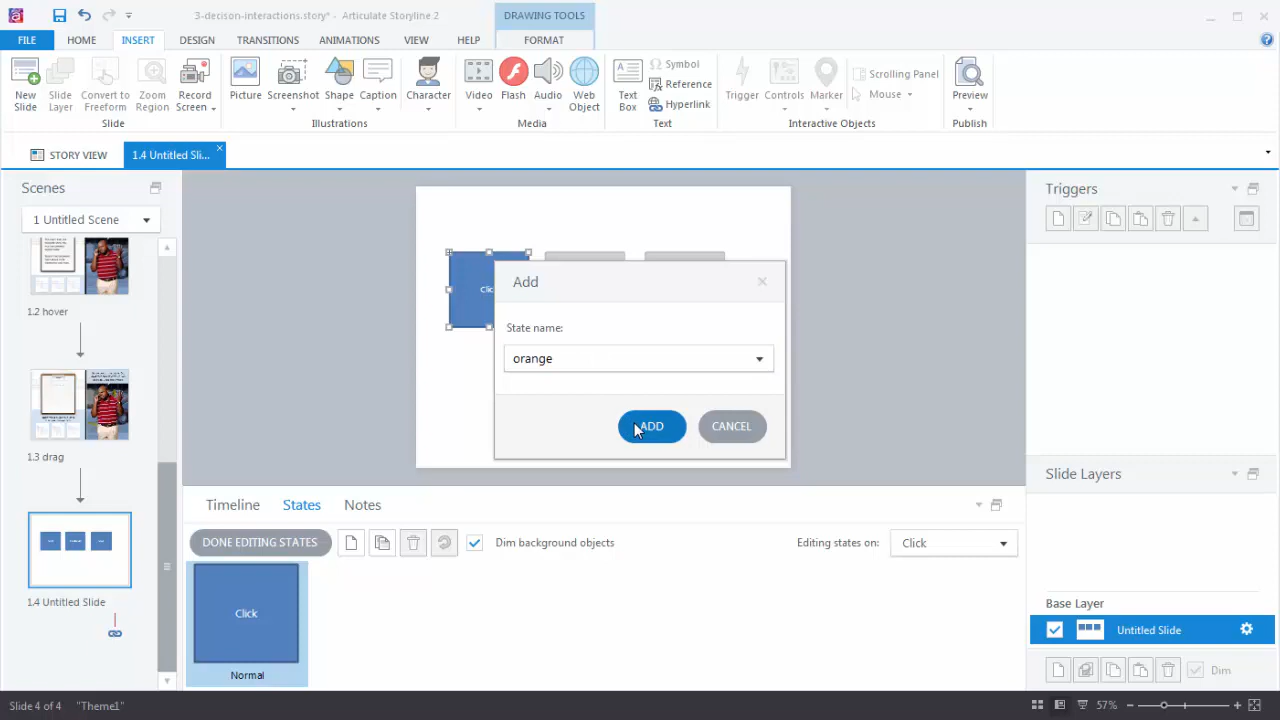 3-decison-interactions.story* - Articulate Storyline 2
DRAWING TOOLS
FILE
HOME
INSERT
DESIGN
TRANSITIONS
ANIMATIONS
VIEW
HELP
FORMAT
New Slide
Slide Layer
Convert to Freeform
Zoom Region
Record Screen
Slide
Picture
Screenshot
Shape
Caption
Character
Illustrations
Video
Flash
Audio
Web Object
Media
Text Box
Symbol
Reference
Hyperlink
Text
Trigger
Controls
Marker
Scrolling Panel
Mouse
Interactive Objects
Preview
Publish
STORY VIEW
1.4 Untitled Sli...
Scenes
1 Untitled Scene
1.2 hover
1.3 drag
1.4 Untitled Slide
Clic
Add
State name:
orange
ADD
CANCEL
Timeline
States
Notes
DONE EDITING STATES
Dim background objects
Editing states on:
Click
Click
Normal
Triggers
Slide Layers
Base Layer
Untitled Slide
Dim
Slide 4 of 4
"Theme1"
57%